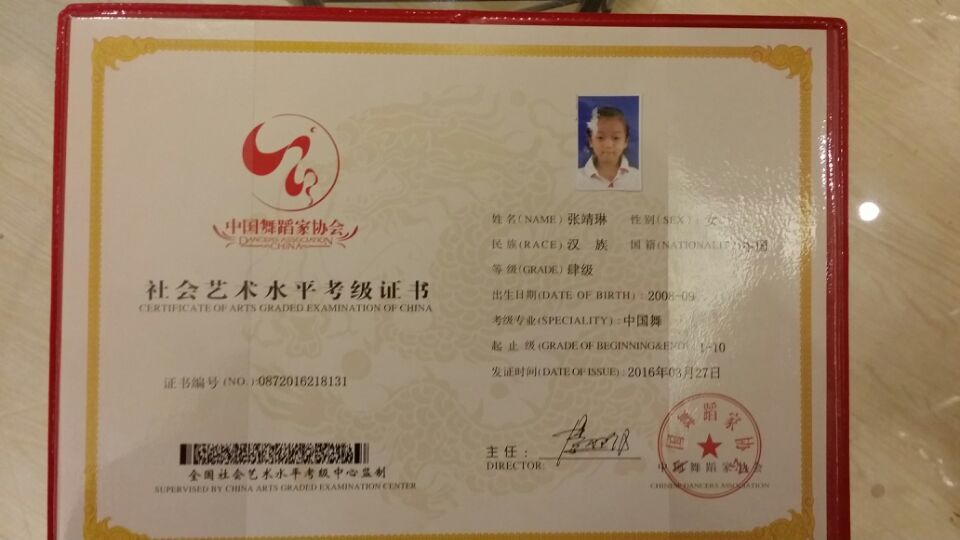 中国舞蹈家协会
DANCERS ASSOCIATION
CHINA
社会艺术水平考级证书
CERTIFICATE OF ARTS GRADED EXAMINATION OF CHINA
证书编号 (NO.) :0872016218131
全国社会艺术水平考级中心监制
SUPERVISED BY CHINA ARTS GRADED EXAMINATION CENTER
姓名(NAME) 张靖琳 性别(SEX) : 女
民族(RACE) 汉 族 国籍(NATIONALITY) 中国
等级(GRADE) 肆级
出生日期(DATE OF BIRTH) : 2008-09
考级专业(SPECIALITY) : 中国舞
起 止 级 (GRADE OF BEGINNING&END) : 1-10
发证时间(DATE OF ISSUE) : 2016年03月27日
主任 :
DIRECTOR:
中国舞蹈家协会
CHINESE DANCERS ASSOCIATION